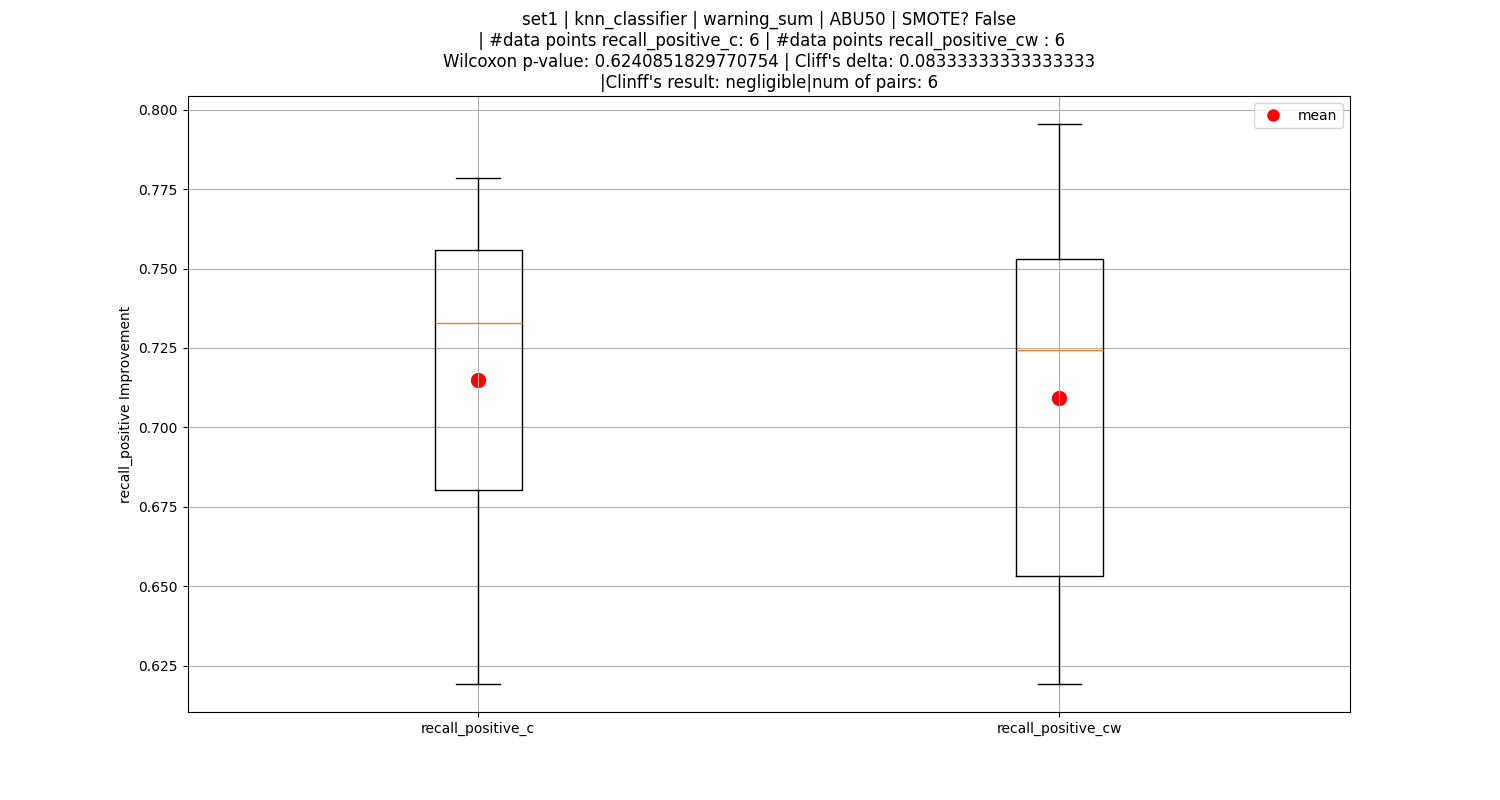 set1 | knn_classifier | warning_sum | ABU50 | SMOTE? False
| #data points recall_positive_c: 6 | #data points recall_positive_cw : 6
Wilcoxon p-value: 0.6240851829770754 | Cliff's delta: 0.08333333333333333
|Clinff's result: negligible|num of pairs: 6
mean
0.800
0.775
0.750
0.725
0.700
0.675
0.650
0.625
recall_positive Improvement
recall_positive_c
recall_positive_cw